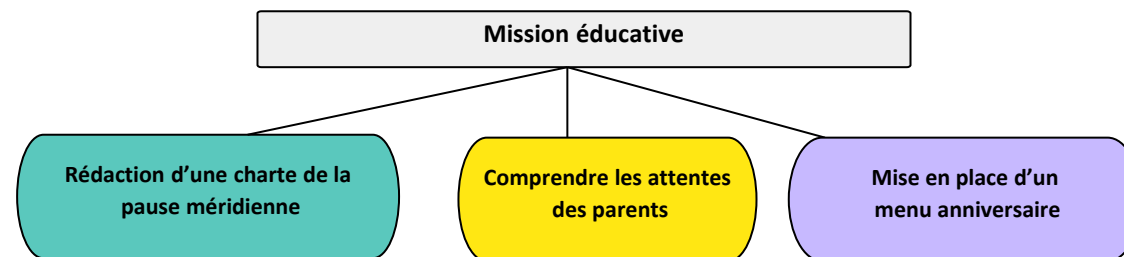 Mission éducative
Rédaction d’une charte de la
pause méridienne
Comprendre les attentes
des parents
Mise en place d’un
menu anniversaire